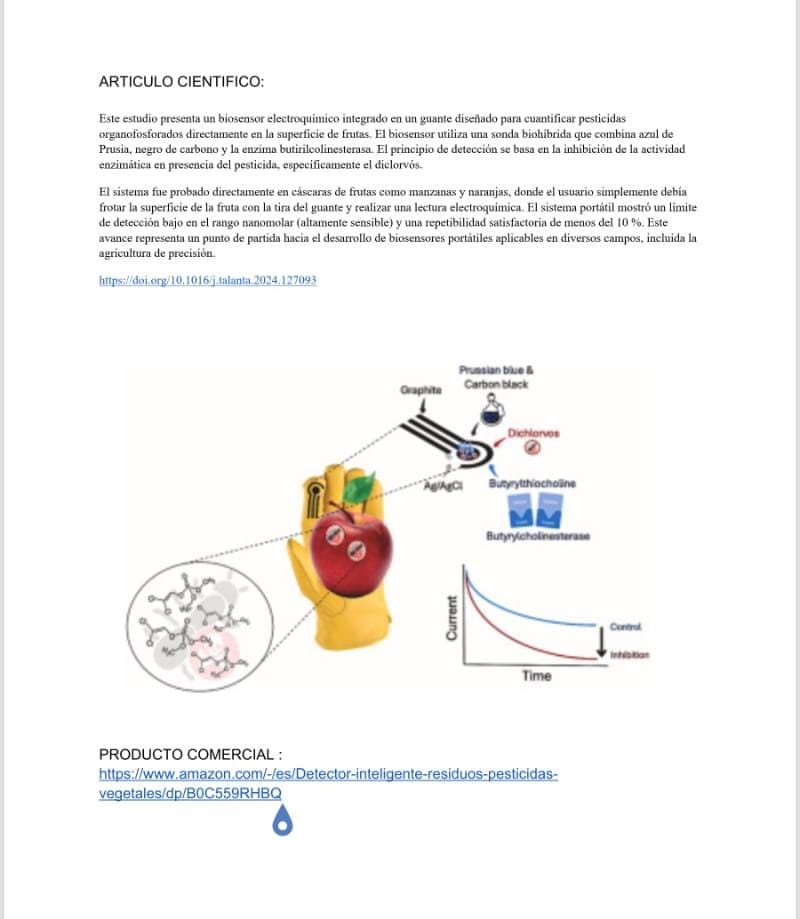 ARTICULO CIENTIFICO:
Este estudio presenta un biosensor electroquímico integrado en un guante diseñado para cuantificar pesticidas
organofosforados directamente en la superficie de frutas. El biosensor utiliza una sonda biohíbrida que combina azul de
Prusia, negro de carbono y la enzima butirilcolinesterasa. El principio de detección se basa en la inhibición de la actividad
enzimática en presencia del pesticida, específicamente el diclorvós.
El sistema fue probado directamente en cáscaras de frutas como manzanas y naranjas, donde el usuario simplemente debía
frotar la superficie de la fruta con la tira del guante y realizar una lectura electroquímica. El sistema portátil mostró un límite
de detección bajo en el rango nanomolar (altamente sensible) y una repetibilidad satisfactoria de menos del 10 %. Este
avance representa un punto de partida hacia el desarrollo de biosensores portátiles aplicables en diversos campos, incluida la
agricultura de precisión.
https://doi.org/10.1016/j.talanta.2024.127093
Prussian blue &
Carbon black
Graphite
Dichlorvos
Ag/AgCl
Butyrylthiocholine
Butyrylcholinesterase
Current
Control
Inhibition
Time
PRODUCTO COMERCIAL :
https://www.amazon.com/-/es/Detector-inteligente-residuos-pesticidas-
vegetales/dp/B0C559RHBQ